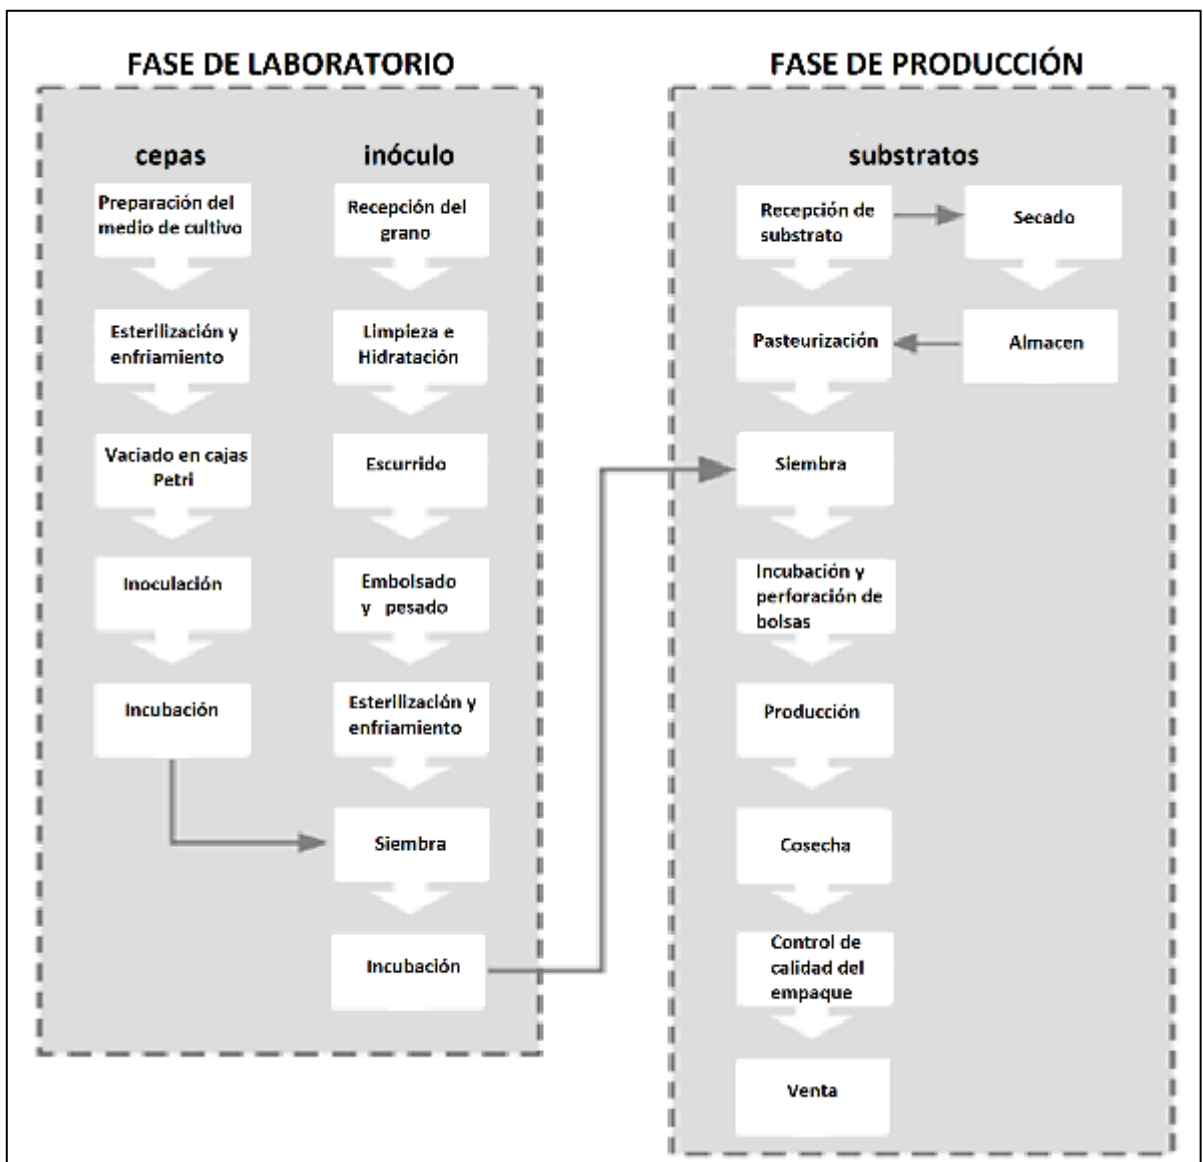 FASE DE LABORATORIO
cepas
Preparación del
medio de cultivo
Esterilización y
enfriamiento
Vaciado en cajas
Petri
Inoculación
Incubación
inóculo
Recepción del
grano
Limpieza e
Hidratación
Escurrido
Embolsado
y pesado
Esterilización y
enfriamiento
Siembra
Incubación
FASE DE PRODUCCIÓN
substratos
Recepción de
substrato
Secado
Almacen
Pasteurización
Siembra
Incubación y
perforación de
bolsas
Producción
Cosecha
Control de
calidad del
empaque
Venta